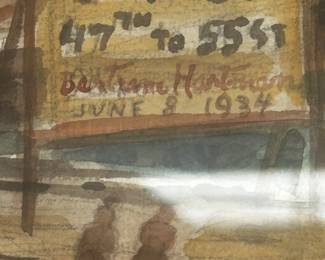 47TH to 55ST
Bertram Hartman
JUNE 8 1934